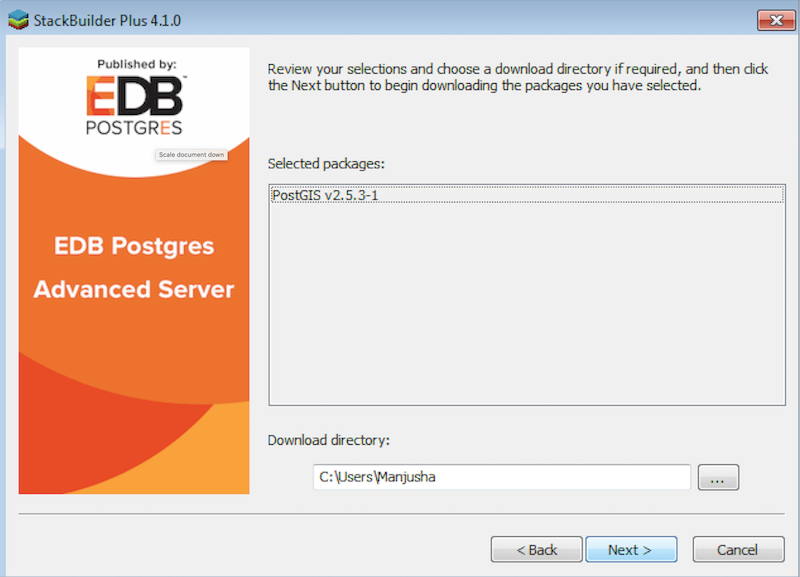 StackBuilder Plus 4.1.0
Published by:
EDB™
POSTGRES
Scale document down
EDB Postgres
Advanced Server
Review your selections and choose a download directory if required, and then click
the Next button to begin downloading the packages you have selected.
Selected packages:
PostGIS v2.5.3-1
Download directory:
C:\Users\Manjusha
...
< Back
Next >
Cancel